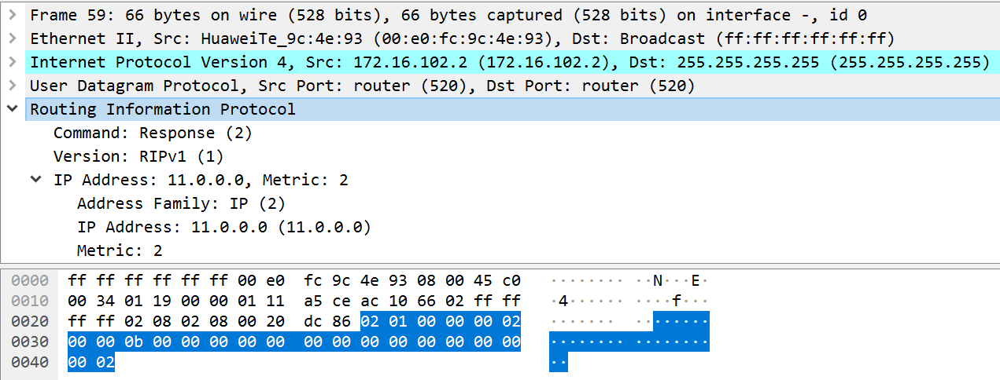 Frame 59: 66 bytes on wire (528 bits), 66 bytes captured (528 bits) on interface -, id 0
Ethernet II, Src: HuaweiTe_9c:4e:93 (00:e0:fc:9c:4e:93), Dst: Broadcast (ff:ff:ff:ff:ff:ff)
Internet Protocol Version 4, Src: 172.16.102.2 (172.16.102.2), Dst: 255.255.255.255 (255.255.255.255)
User Datagram Protocol, Src Port: router (520), Dst Port: router (520)
Routing Information Protocol
Command: Response (2)
Version: RIPv1 (1)
IP Address: 11.0.0.0, Metric: 2
Address Family: IP (2)
IP Address: 11.0.0.0 (11.0.0.0)
Metric: 2
0000 ff ff ff ff ff ff 00 e0 fc 9c 4e 93 08 00 45 c0 ········ ··N···E·
0010 00 34 01 19 00 00 01 11 a5 ce ac 10 66 02 ff ff ·4······ ····f···
0020 ff ff 02 08 02 08 00 20 dc 86 02 01 00 00 00 02 ······· ········
0030 00 00 0b 00 00 00 00 00 00 00 00 00 00 00 00 00 ········ ········
0040 00 02 ··